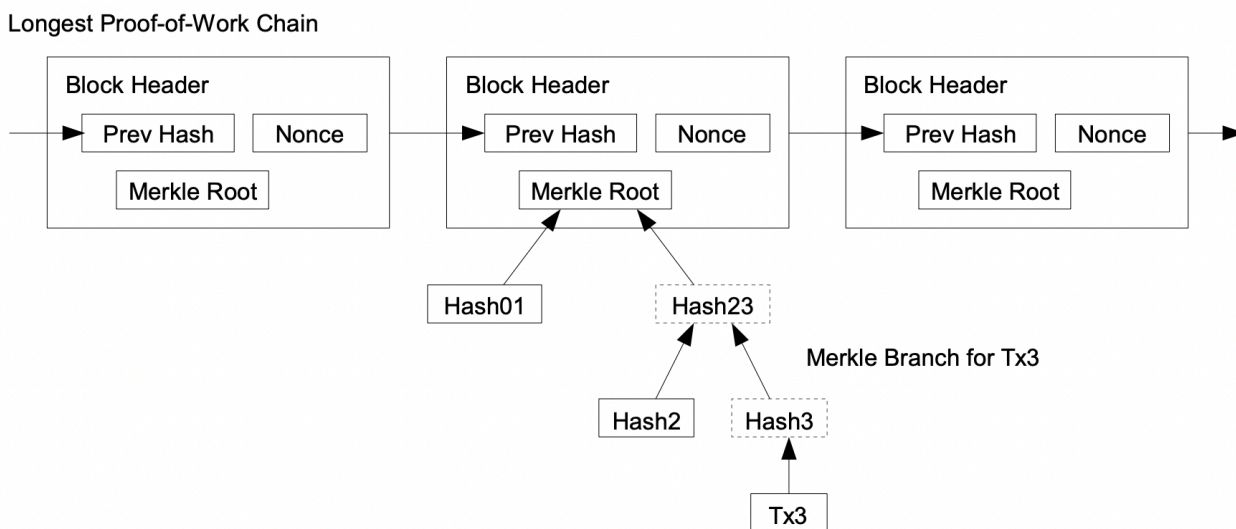 Longest Proof-of-Work Chain
Block Header
Prev Hash
Nonce
Merkle Root
Block Header
Prev Hash
Nonce
Merkle Root
Block Header
Prev Hash
Nonce
Merkle Root
Hash01
Hash23
Merkle Branch for Tx3
Hash2
Hash3
Tx3